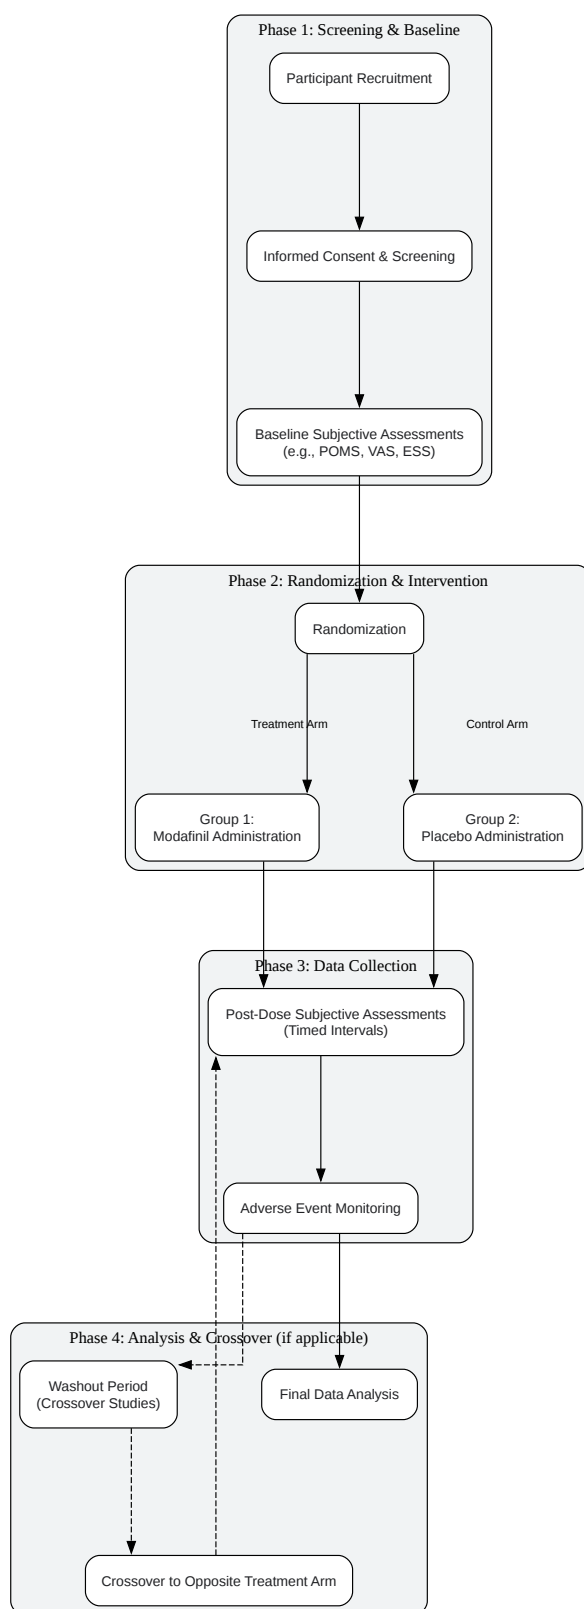 Phase 1: Screening & Baseline
Participant Recruitment
Informed Consent & Screening
Baseline Subjective Assessments
(e.g., POMS, VAS, ESS)
Phase 2: Randomization & Intervention
Randomization
Treatment Arm
Control Arm
Group 1:
Modafinil Administration
Group 2:
Placebo Administration
Phase 3: Data Collection
Post-Dose Subjective Assessments
(Timed Intervals)
Adverse Event Monitoring
Phase 4: Analysis & Crossover (if applicable)
Washout Period
(Crossover Studies)
Final Data Analysis
Crossover to Opposite Treatment Arm